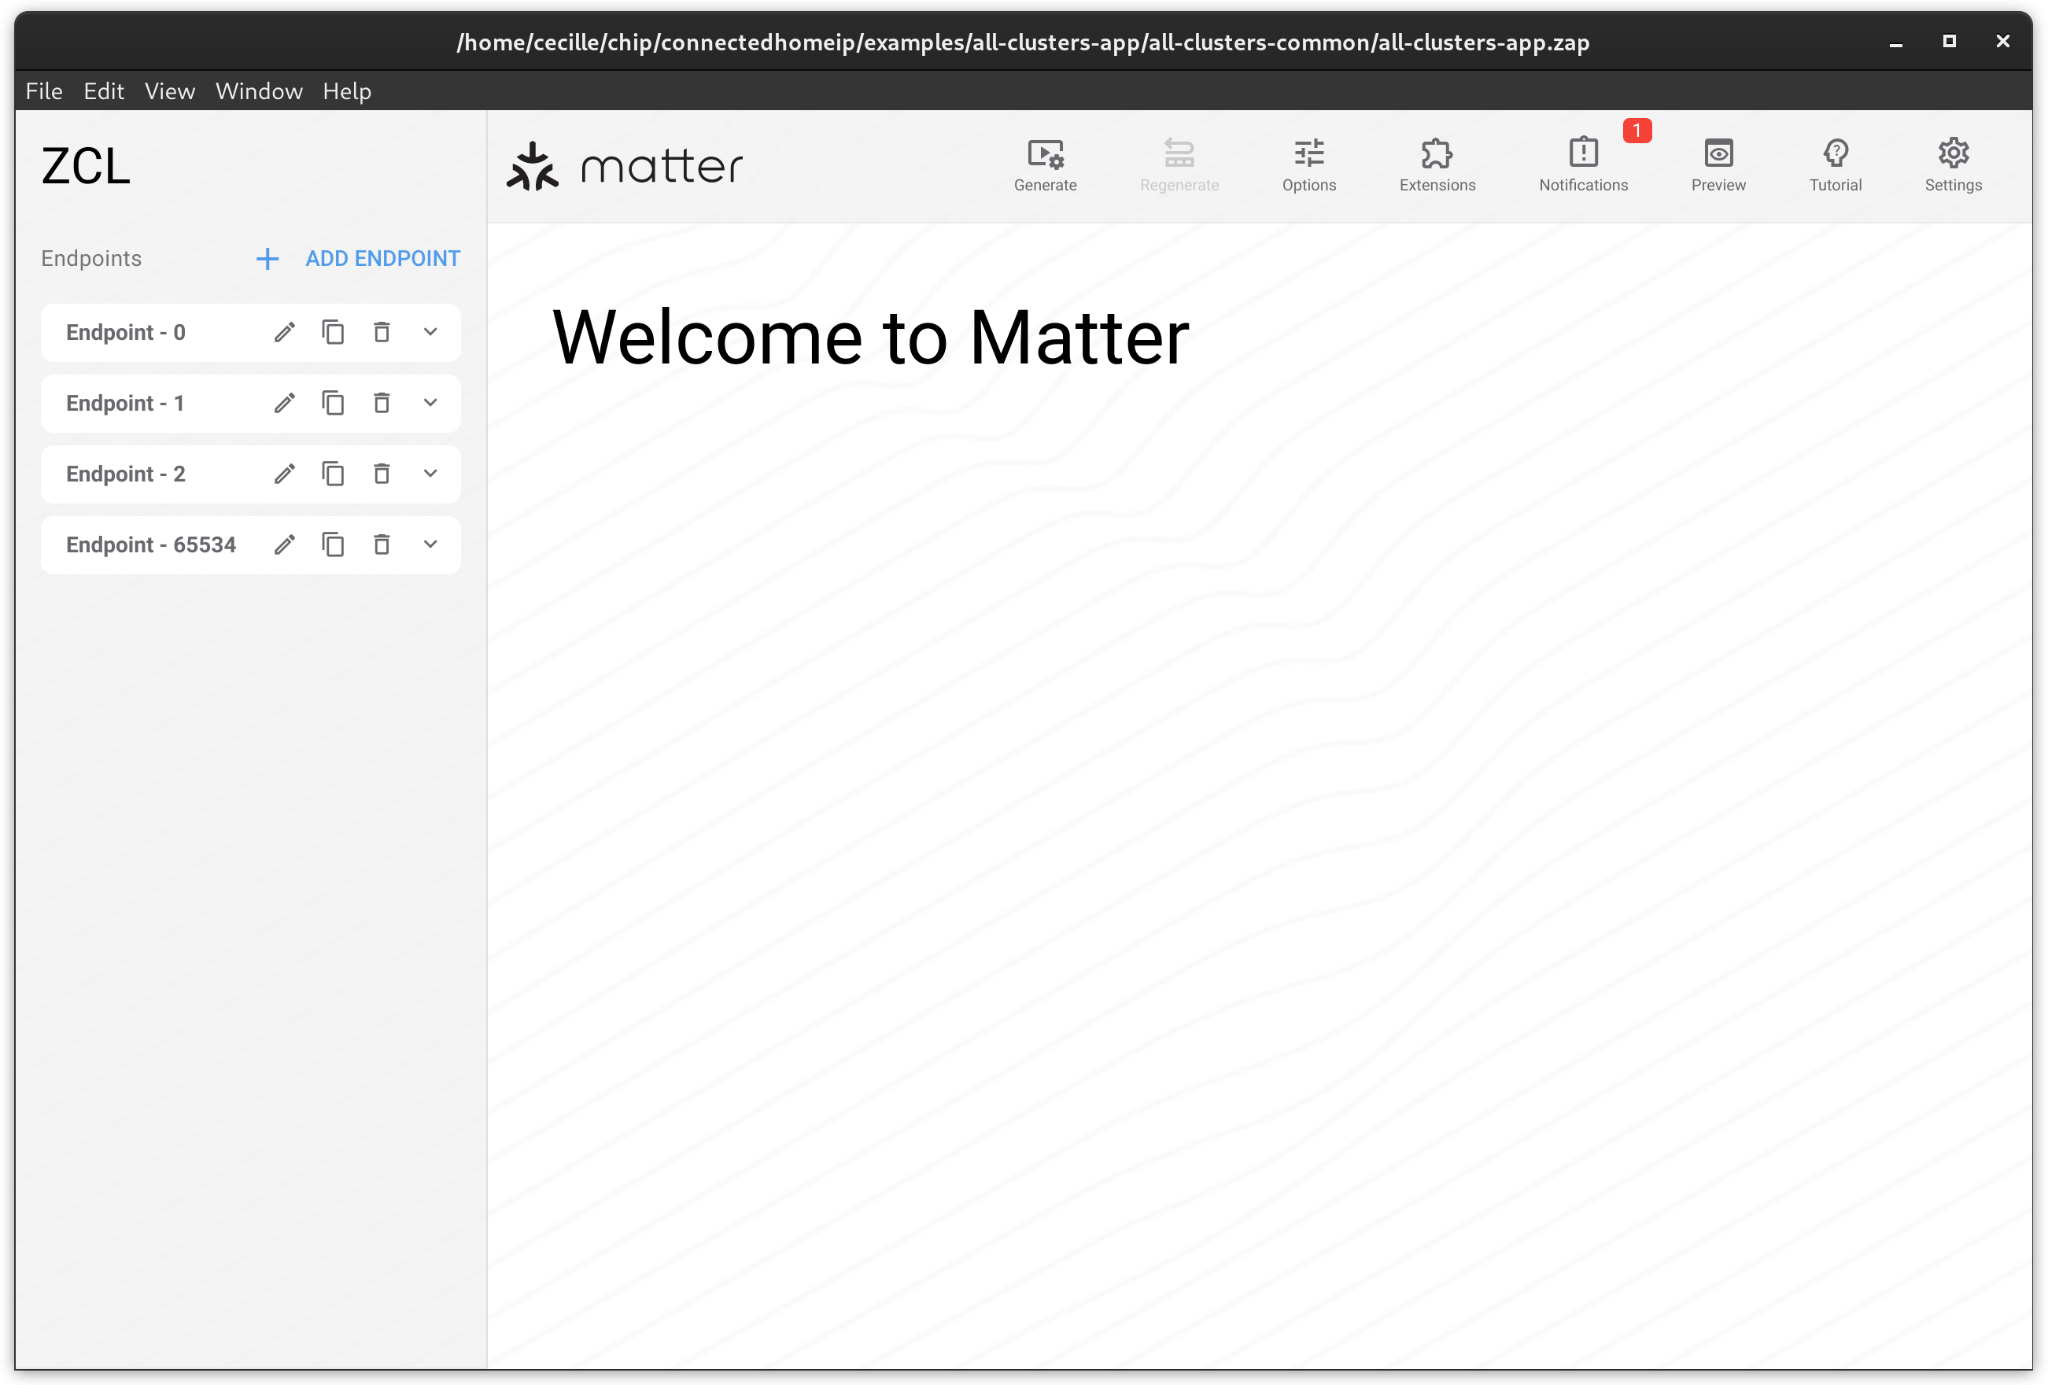 /home/cecille/chip/connectedhomeip/examples/all-clusters-app/all-clusters-common/all-clusters-app.zap
File Edit View Window Help
ZCL
matter
Generate
Regenerate
Options
Extensions
Notifications
1
Preview
Tutorial
Settings
Endpoints
ADD ENDPOINT
Endpoint - 0
Endpoint - 1
Endpoint - 2
Endpoint - 65534
Welcome to Matter